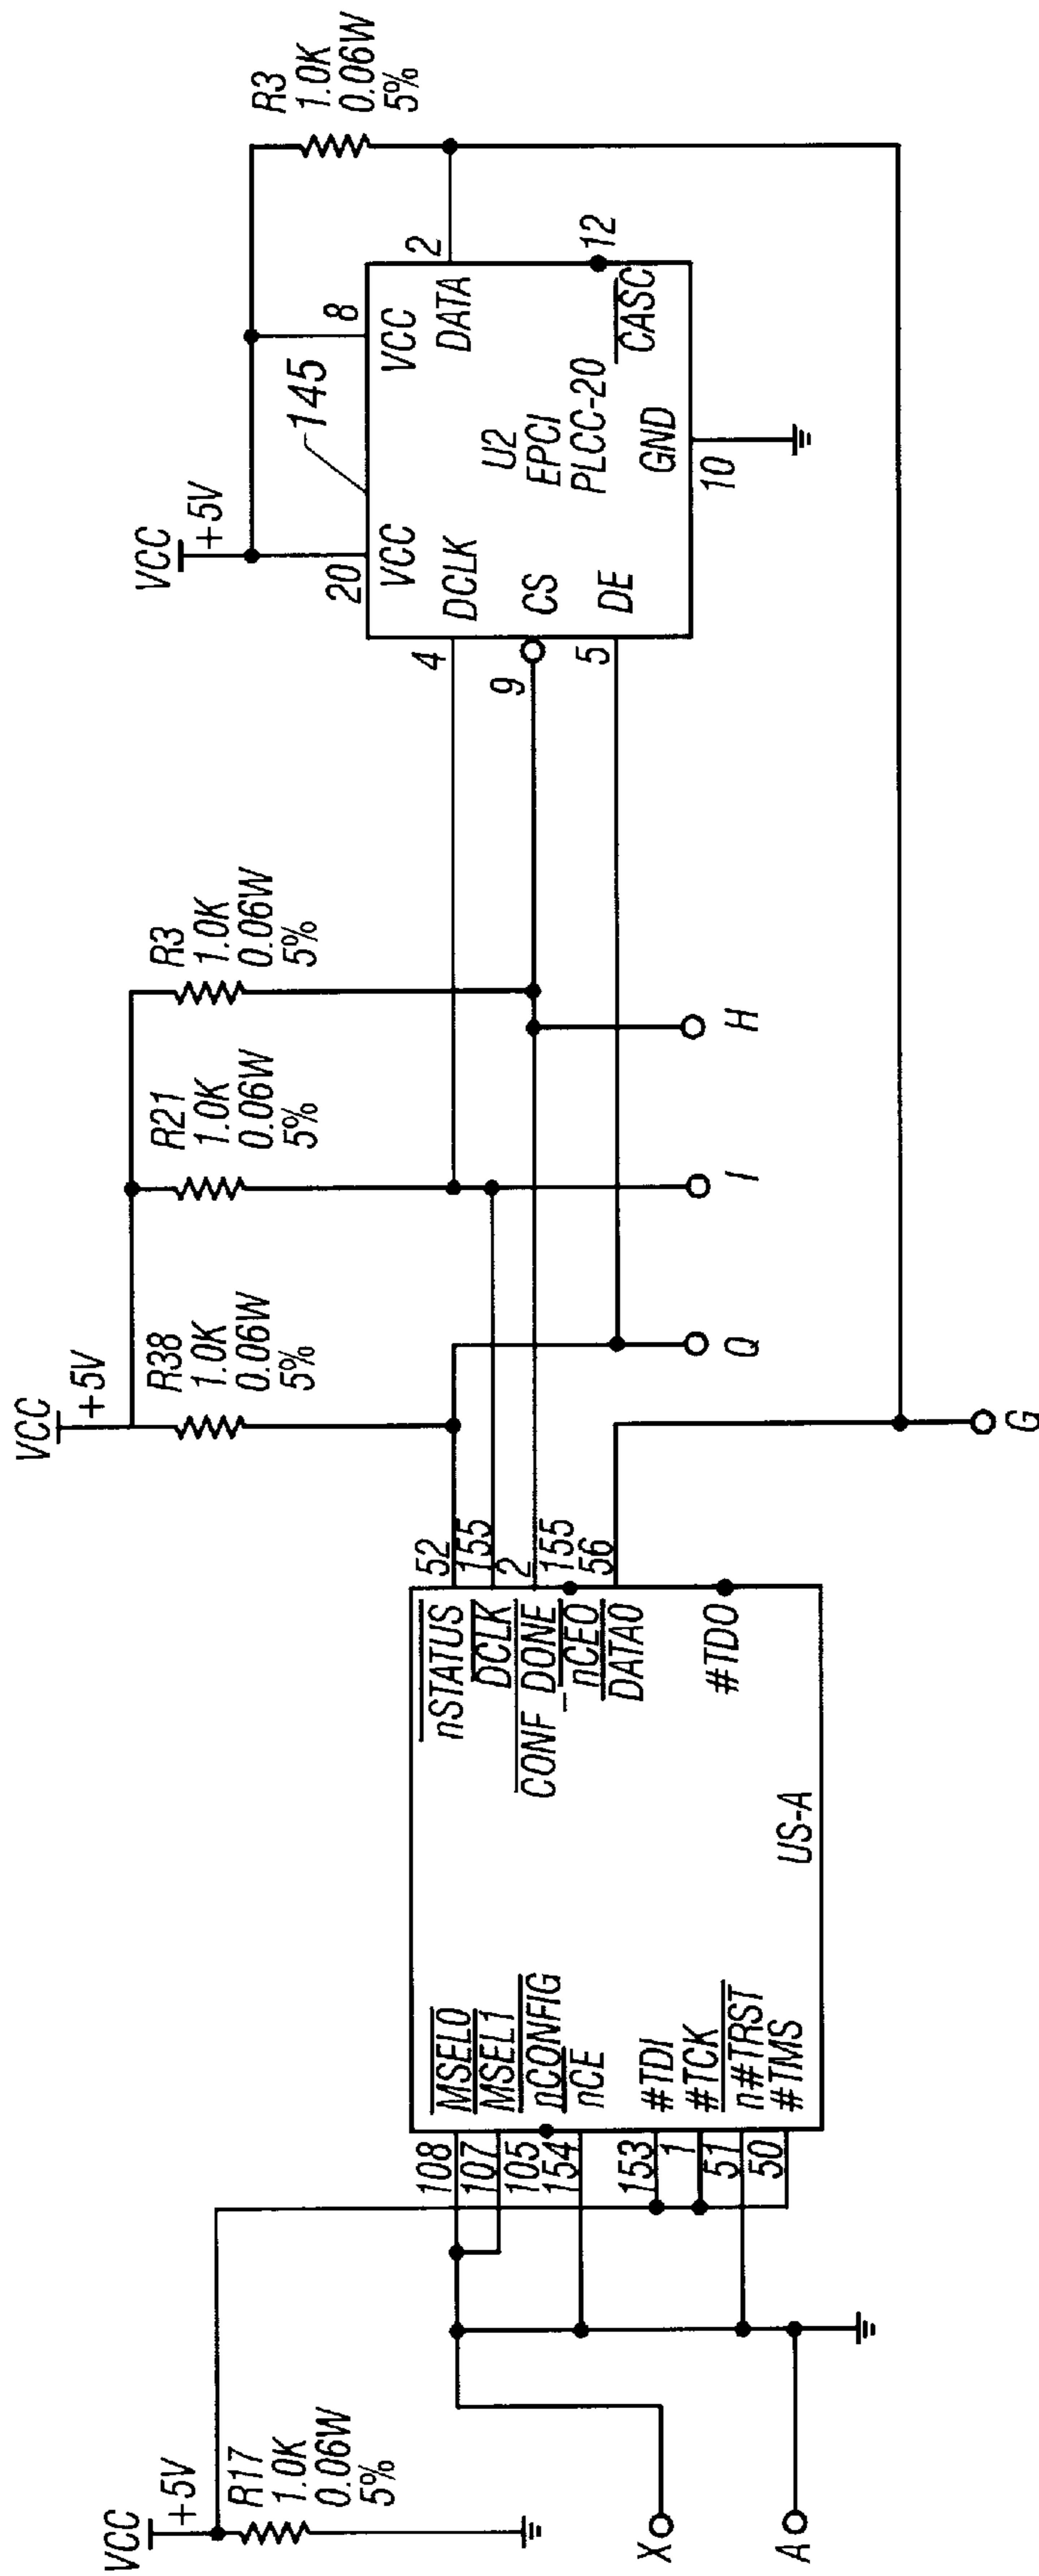 VCC
+5V
R17
1.0K
0.06W
5%
X
A
108
107
105
154
153
1
51
50
MSEL0
MSEL1
nCONFIG
nCE
#TDI
#TCK
n#TRST
#TMS
US-A
nSTATUS
DCLK
CONF_DONE
nCEO
DATA0
#TDO
52
155
2
155
56
VCC
+5V
R38
1.0K
0.06W
5%
R21
1.0K
0.06W
5%
R3
1.0K
0.06W
5%
Q
I
H
G
VCC
+5V
145
20
8
4
9
5
VCC
VCC
DCLK
DATA
CS
DE
U2
EPCI
PLCC-20
GND
CASC
10
2
12
R3
1.0K
0.06W
5%